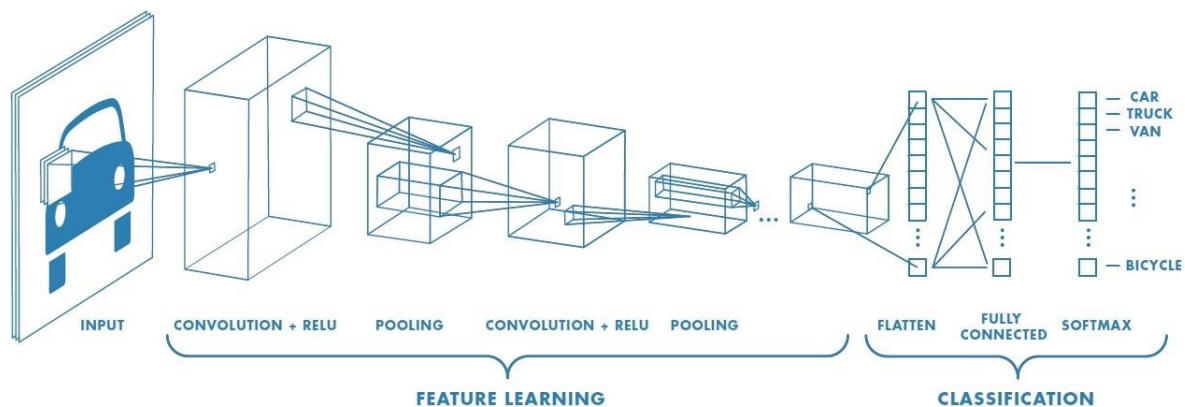 CAR
TRUCK
VAN
BICYCLE
INPUT
CONVOLUTION + RELU
POOLING
CONVOLUTION + RELU
POOLING
FLATTEN
FULLY
CONNECTED
SOFTMAX
FEATURE LEARNING
CLASSIFICATION